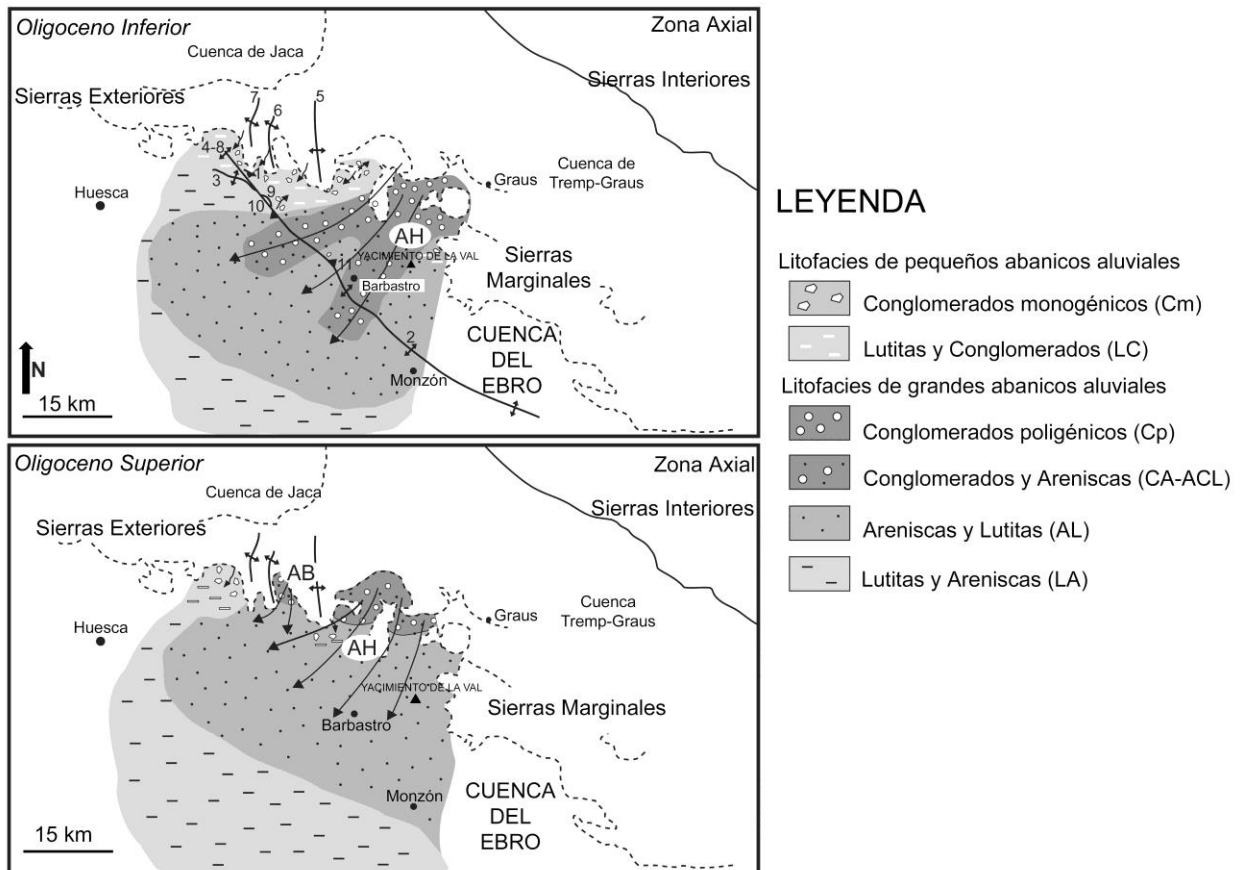 Oligoceno Inferior
Zona Axial
Cuenca de Jaca
Sierras Interiores
Sierras Exteriores
7
6
5
4-8
3
1
9
10
Huesca
Graus
Cuenca de
Tremp-Graus
AH
YACIMIENTO DE LA VAL
Sierras
Marginales
11
Barbastro
2
CUENCA
DEL
EBRO
Monzón
N
15 km
Oligoceno Superior
Zona Axial
Cuenca de Jaca
Sierras Interiores
Sierras Exteriores
AB
Huesca
Graus
Cuenca
Tremp-Graus
AH
YACIMIENTO DE LA VAL
Sierras Marginales
Barbastro
Monzón
CUENCA
DEL
EBRO
15 km
LEYENDA
Litofacies de pequeños abanicos aluviales
Conglomerados monogénicos (Cm)
Lutitas y Conglomerados (LC)
Litofacies de grandes abanicos aluviales
Conglomerados poligénicos (Cp)
Conglomerados y Areniscas (CA-ACL)
Areniscas y Lutitas (AL)
Lutitas y Areniscas (LA)